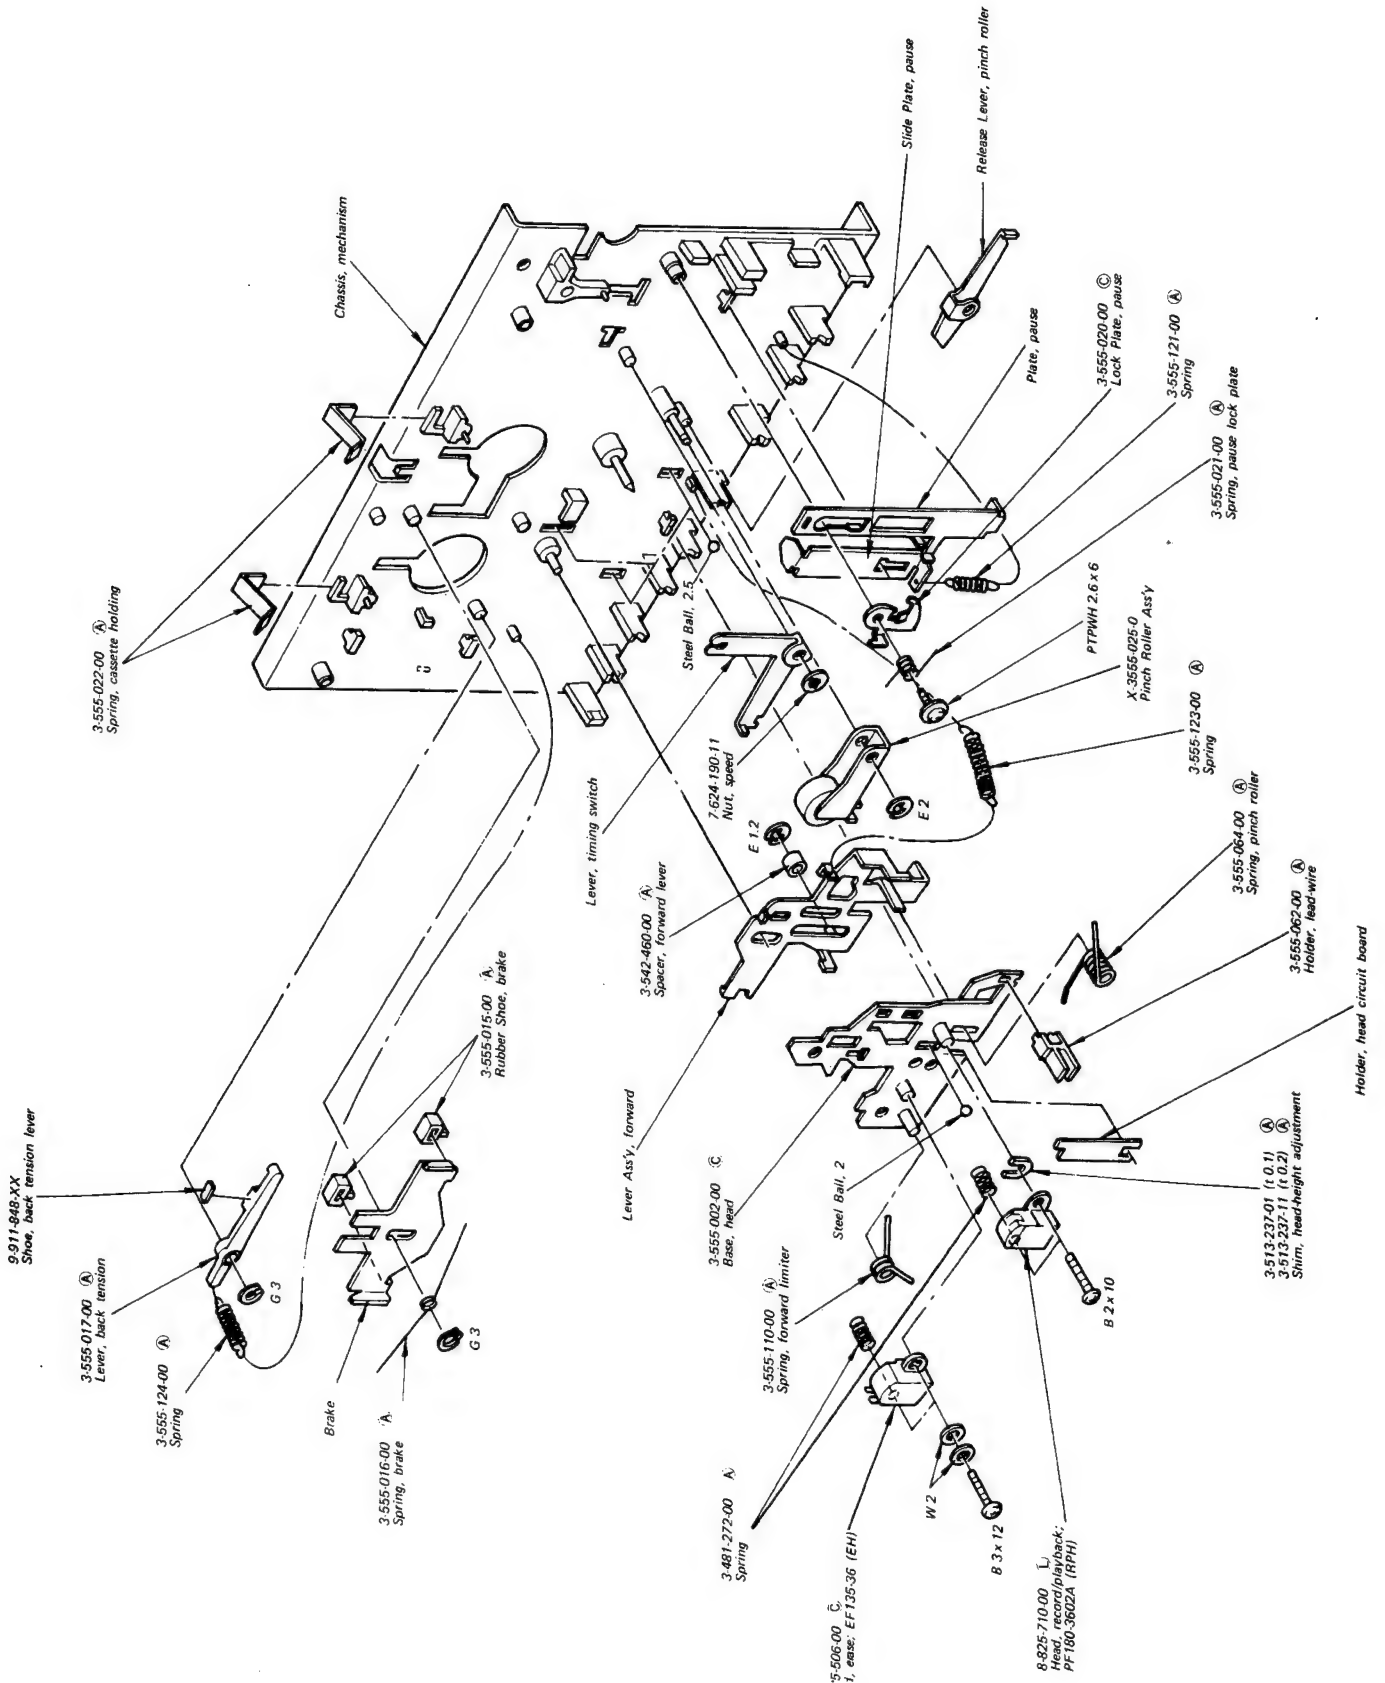 9-911-848-XX
Shoe, back tension lever
3-555-017-00 Ⓐ
Lever, back tension
3-555-124-00 Ⓐ
Spring
G 3
Brake
3-555-016-00 A
Spring, brake
G 3
3-555-015-00 A
Rubber Shoe, brake
3-555-022-00 Ⓐ
Spring, cassette holding
Chassis, mechanism
Slide Plate, pause
Release Lever, pinch roller
Plate, pause
3-555-020-00 Ⓒ
Lock Plate, pause
3-555-121-00 Ⓐ
Spring
3-555-021-00 Ⓐ
Spring, pause lock plate
PTPWH 2.6 x 6
X-3555-025-0
Pinch Roller Ass'y
3-555-123-00 Ⓐ
Spring
Steel Ball, 2.5
Lever, timing switch
7-624-190-11
Nut, speed
E 2
E 1.2
3-542-460-00 Ⓐ
Spacer, forward lever
Lever Ass'y, forward
3-555-064-00 Ⓐ
Spring, pinch roller
3-555-062-00 Ⓐ
Holder, lead-wire
Holder, head circuit board
3-555-002-00 Ⓒ
Base, head
Steel Ball, 2
3-555-110-00 Ⓐ
Spring, forward limiter
3-513-237-01 (t 0.1) Ⓐ
3-513-237-11 (t 0.2) Ⓐ
Shim, head-height adjustment
B 2 x 10
3-481-272-00 A
Spring
W 2
B 3 x 12
5-506-00 C
ease; EF135-36 (EH)
8-825-710-00 L
Head, record/playback;
PF180-3602A (RPH)